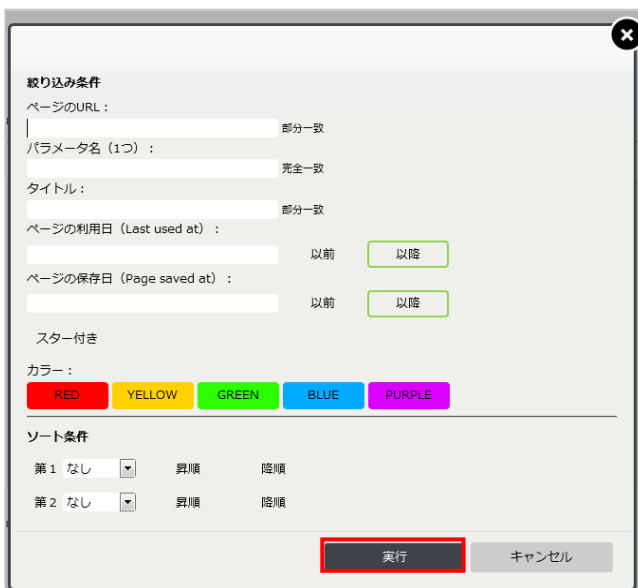 絞り込み条件
ページのURL：
部分一致
パラメータ名（1つ）：
完全一致
タイトル：
部分一致
ページの利用日（Last used at）：
以前 以降
ページの保存日（Page saved at）：
以前 以降
スター付き
カラー：
RED YELLOW GREEN BLUE PURPLE
ソート条件
第1 なし 昇順 降順
第2 なし 昇順 降順
実行 キャンセル